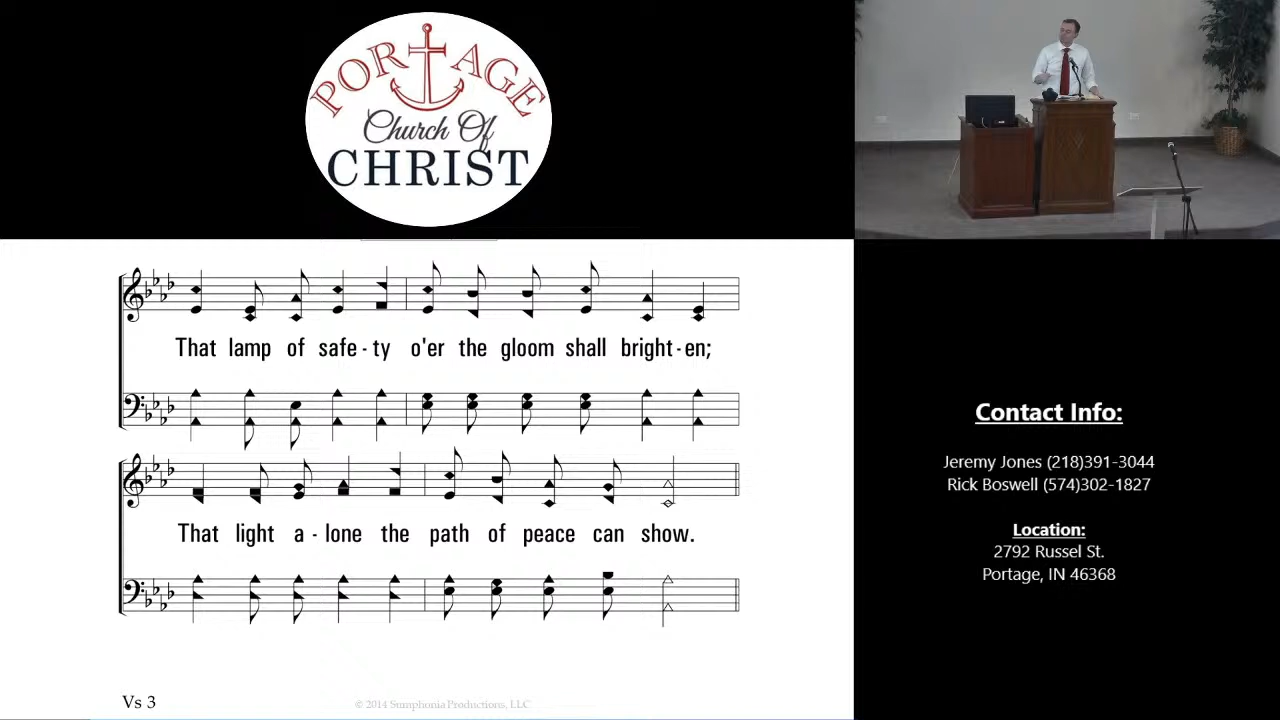 PORTAGE
Church Of
CHRIST
That lamp of safe - ty o'er the gloom shall bright - en;
That light a - lone the path of peace can show.
Vs 3
© 2014 Sumphonia Productions, LLC
Contact Info:
Jeremy Jones (218)391-3044
Rick Boswell (574)302-1827
Location:
2792 Russel St.
Portage, IN 46368